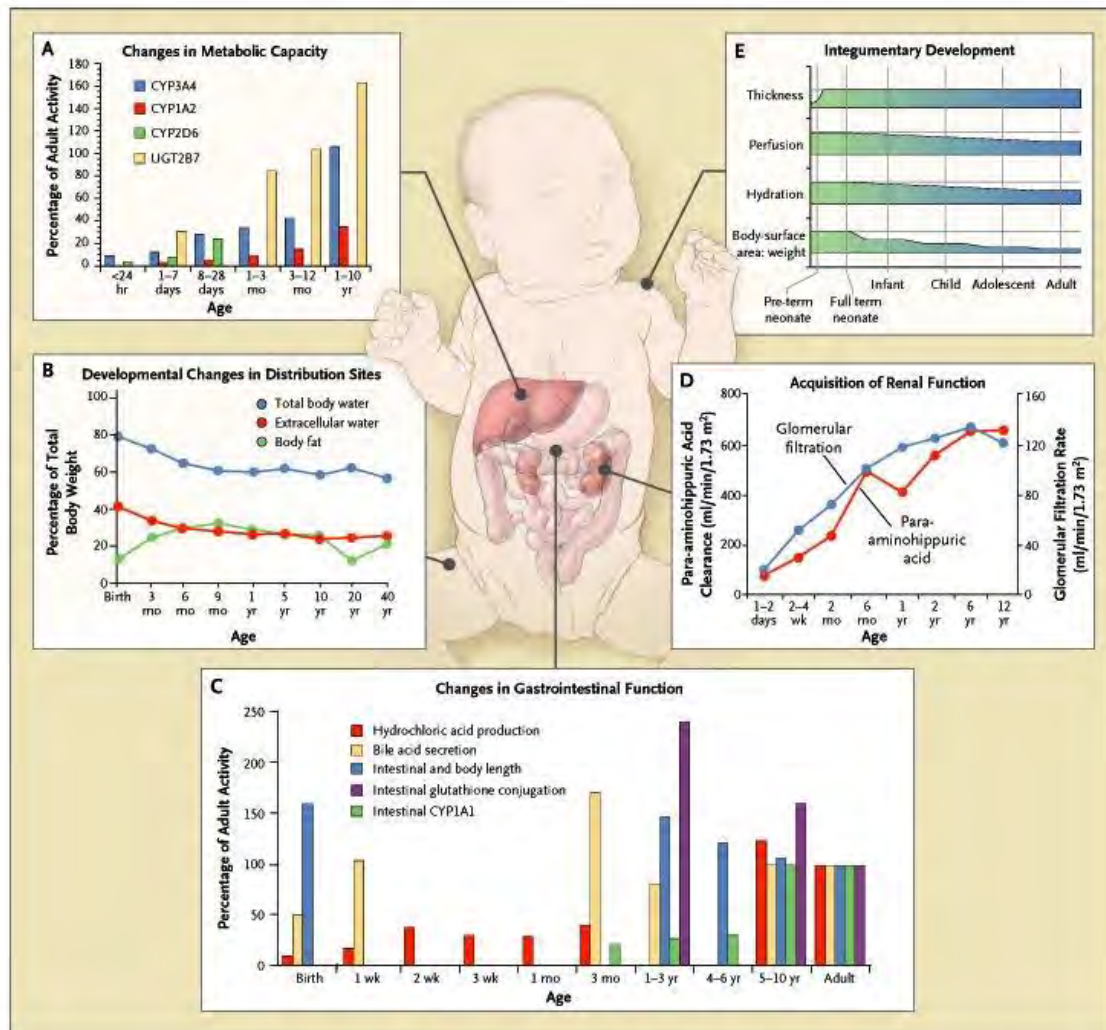 A
Changes in Metabolic Capacity
Percentage of Adult Activity
180
160
140
120
100
80
60
40
20
0
CYP3A4
CYP1A2
CYP2D6
UGT2B7
<24 hr
1–7 days
8–28 days
1–3 mo
3–12 mo
1–10 yr
Age
E
Integumentary Development
Thickness
Perfusion
Hydration
Body-surface
area: weight
Infant
Child
Adolescent
Adult
Pre-term
neonate
Full term
neonate
B
Developmental Changes in Distribution Sites
Percentage of Total
Body Weight
100
80
60
40
20
0
Total body water
Extracellular water
Body fat
Birth
3 mo
6 mo
9 mo
1 yr
5 yr
10 yr
20 yr
40 yr
Age
D
Acquisition of Renal Function
Para-aminohippuric Acid
Clearance (ml/min/1.73 m²)
800
600
400
200
0
Glomerular
filtration
Para-
aminohippuric
acid
160
120
80
40
0
Glomerular Filtration Rate
(ml/min/1.73 m²)
1–2 days
2–4 wk
2 mo
6 mo
1 yr
2 yr
6 yr
12 yr
Age
C
Changes in Gastrointestinal Function
Percentage of Adult Activity
250
200
150
100
50
0
Hydrochloric acid production
Bile acid secretion
Intestinal and body length
Intestinal glutathione conjugation
Intestinal CYP1A1
Birth
1 wk
2 wk
3 wk
1 mo
3 mo
1–3 yr
4–6 yr
5–10 yr
Adult
Age